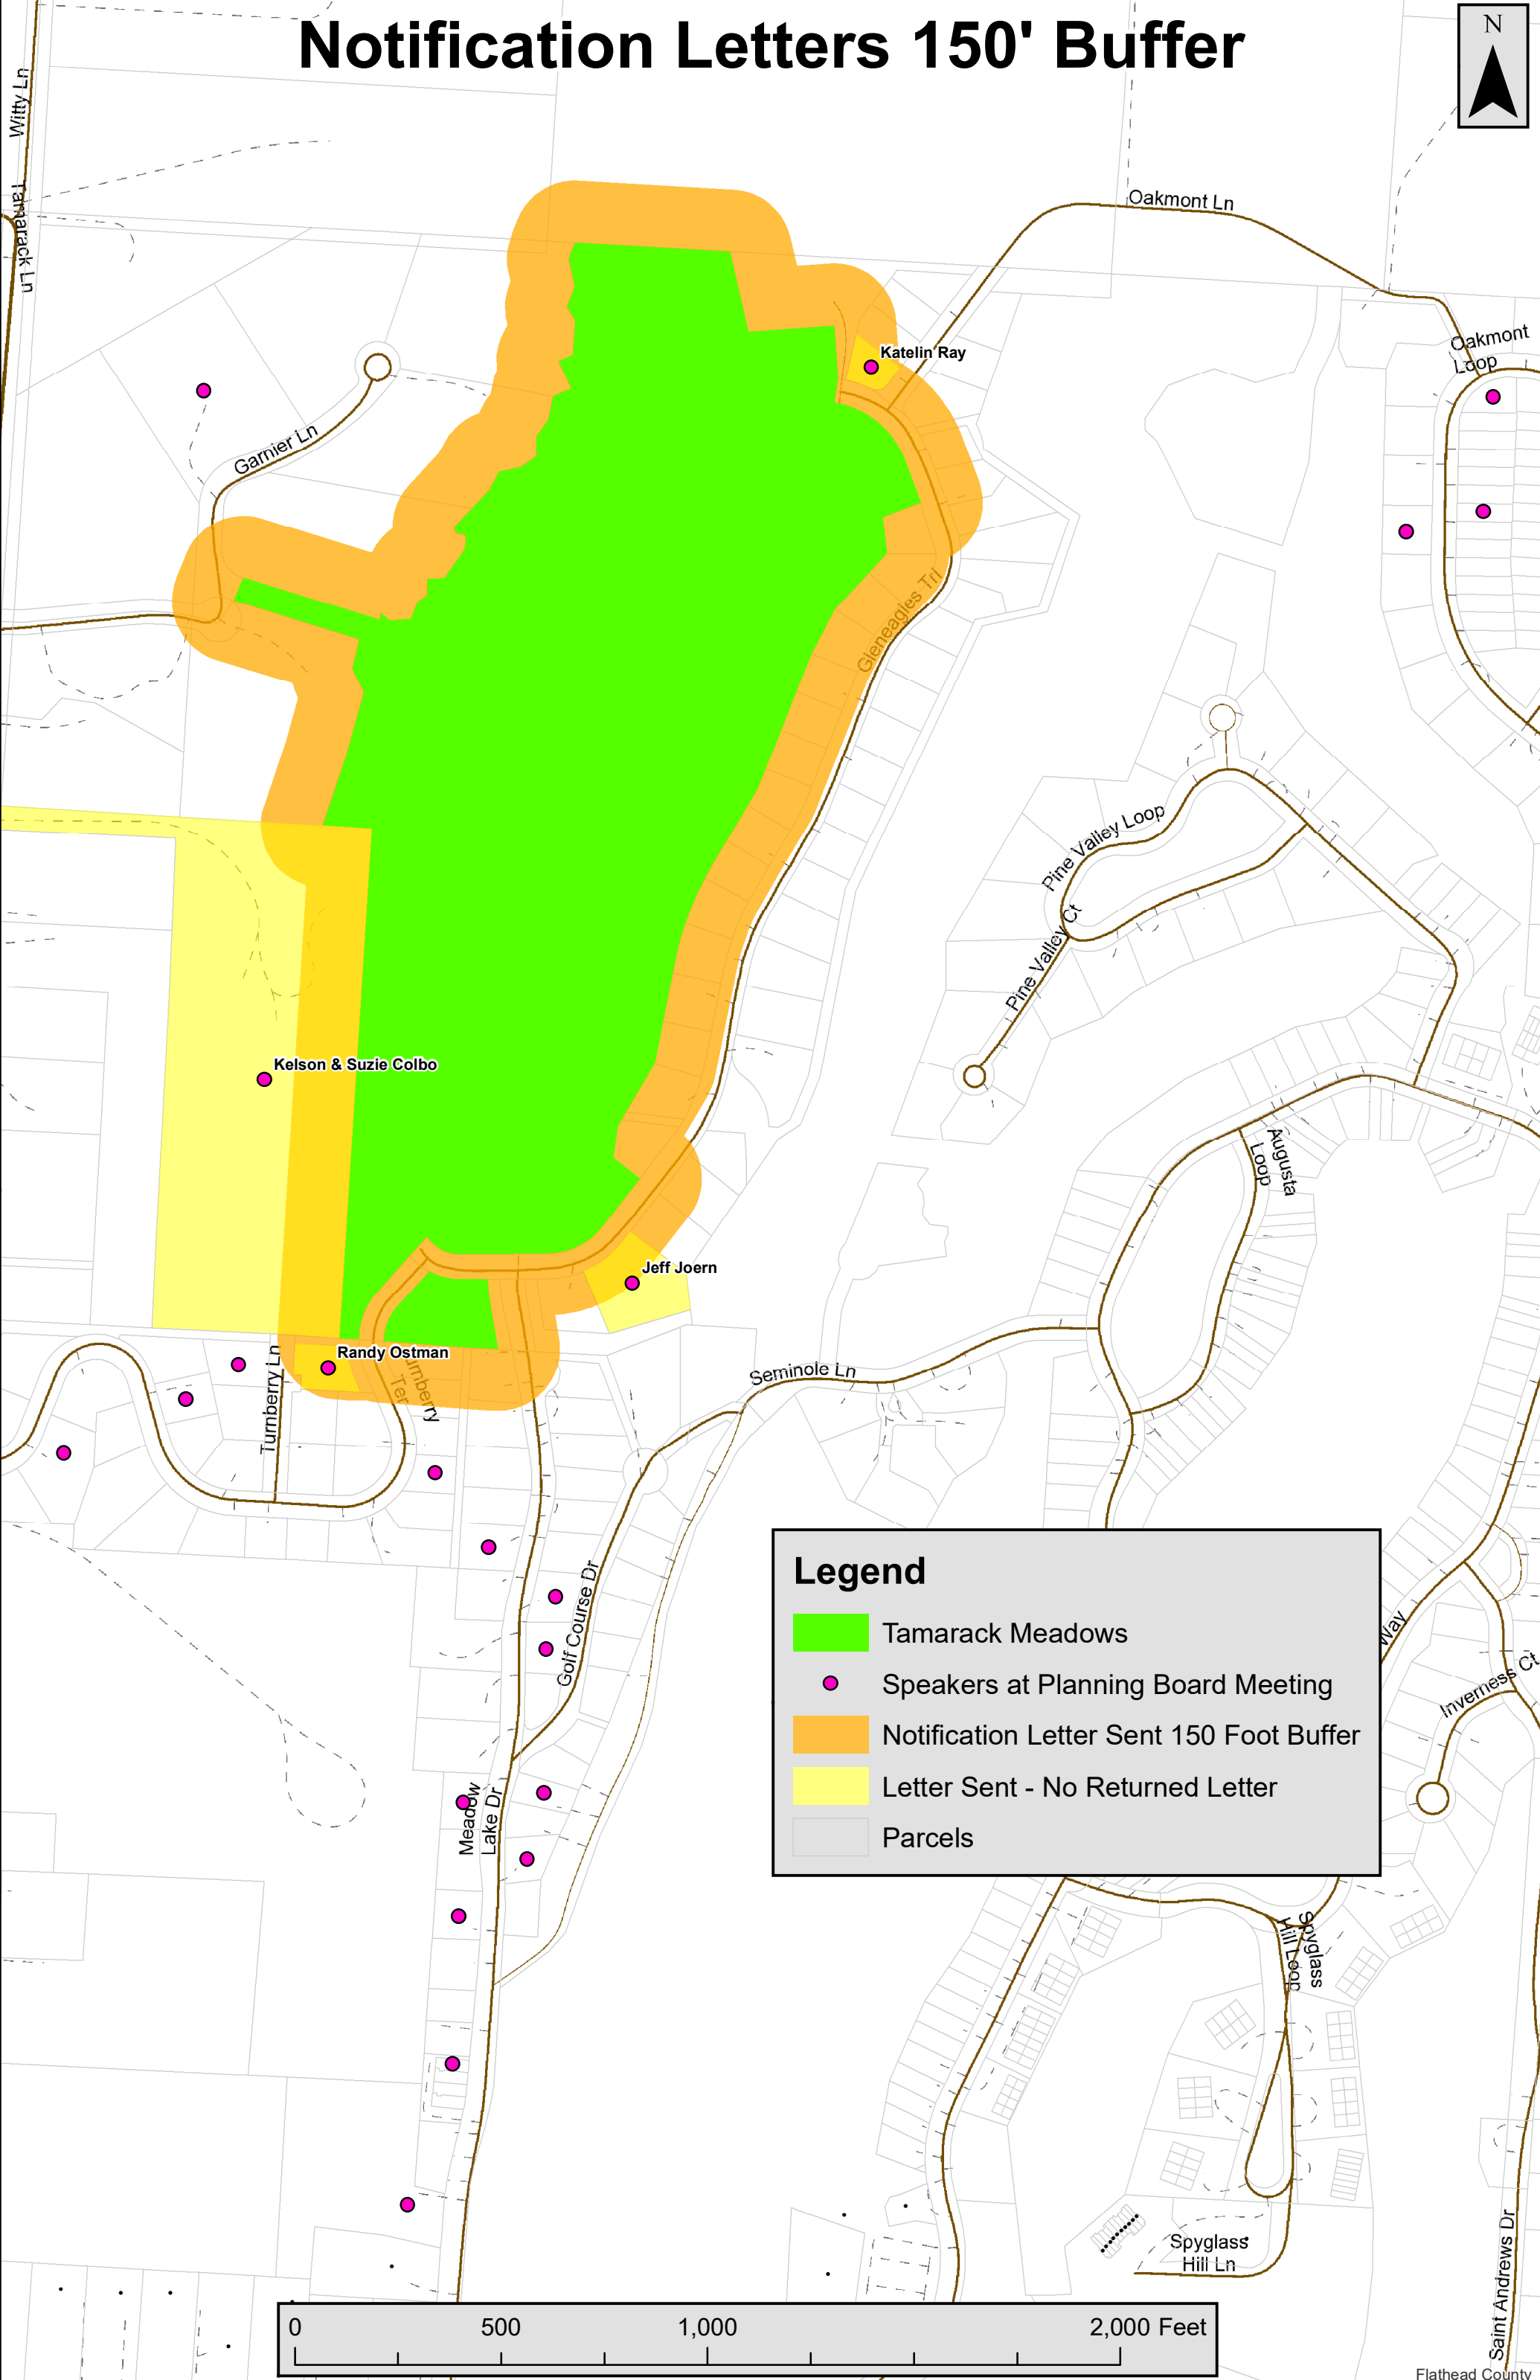 Notification Letters 150' Buffer
N
Witty Ln
Tamarack Ln
Oakmont Ln
Oakmont
Loop
Katelin Ray
Garnier Ln
Gleneagles Trl
Pine Valley Loop
Pine Valley Ct
Kelson & Suzie Colbo
Augusta
Loop
Jeff Joern
Randy Ostman
Turnberry Ln
Ter
Seminole Ln
Golf Course Dr
Legend
Tamarack Meadows
Speakers at Planning Board Meeting
Notification Letter Sent 150 Foot Buffer
Letter Sent - No Returned Letter
Parcels
Way
Inverness Ct
Meadow
Lake Dr
Spyglass
Hill Loop
Spyglass
Hill Ln
Saint Andrews Dr
0 500 1,000 2,000 Feet
Flathead County